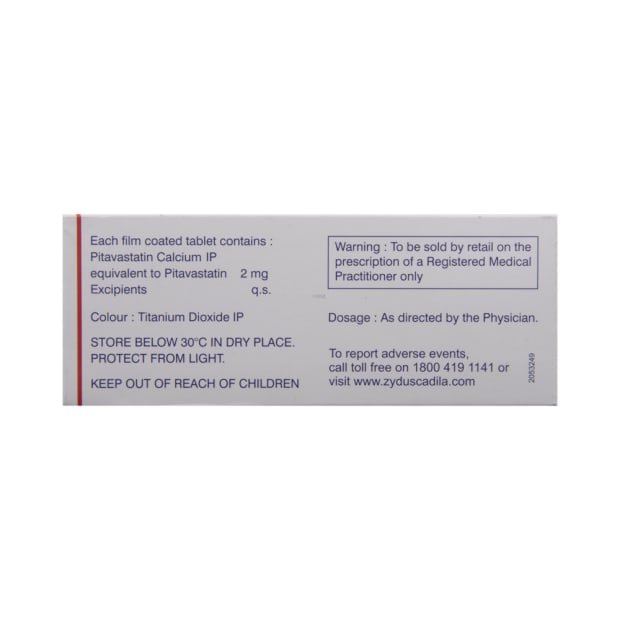 Each film coated tablet contains :
Pitavastatin Calcium IP
equivalent to Pitavastatin 2 mg
Excipients q.s.
Colour : Titanium Dioxide IP
STORE BELOW 30°C IN DRY PLACE.
PROTECT FROM LIGHT.
KEEP OUT OF REACH OF CHILDREN
Warning : To be sold by retail on the
prescription of a Registered Medical
Practitioner only
Dosage : As directed by the Physician.
To report adverse events,
call toll free on 1800 419 1141 or
visit www.zyduscadila.com
2053249